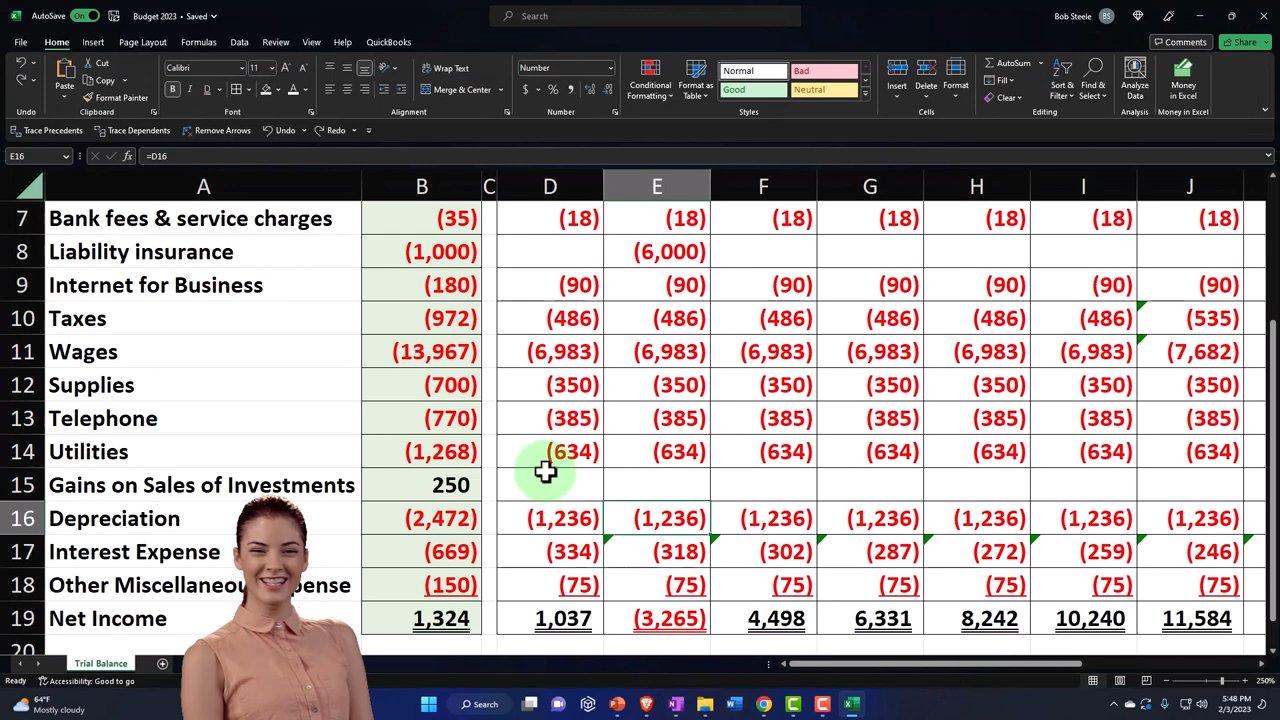 AutoSave On Budget 2023 • Saved Search Bob Steele BS
File Home Insert Page Layout Formulas Data Review View Help QuickBooks Comments Share
Paste Cut Copy Format Painter
Calibri 11 B I
Wrap Text Merge & Center
Number $ % 9
Conditional Formatting Format as Table
Normal Bad Good Neutral
Insert Delete Format
AutoSum Clear Sort & Filter Find & Select
Analyze Data Money in Excel
Undo Clipboard Font Alignment Number Styles Cells Editing Analysis Money in Excel
Trace Precedents Trace Dependents Remove Arrows Undo Redo
E16 fx =D16
A B C D E F G H I J
7 Bank fees & service charges (35) (18) (18) (18) (18) (18) (18) (18)
8 Liability insurance (1,000) (6,000)
9 Internet for Business (180) (90) (90) (90) (90) (90) (90) (90)
10 Taxes (972) (486) (486) (486) (486) (486) (486) (535)
11 Wages (13,967) (6,983) (6,983) (6,983) (6,983) (6,983) (6,983) (7,682)
12 Supplies (700) (350) (350) (350) (350) (350) (350) (350)
13 Telephone (770) (385) (385) (385) (385) (385) (385) (385)
14 Utilities (1,268) (634) (634) (634) (634) (634) (634) (634)
15 Gains on Sales of Investments 250
16 Depreciation (2,472) (1,236) (1,236) (1,236) (1,236) (1,236) (1,236) (1,236)
17 Interest Expense (669) (334) (318) (302) (287) (272) (259) (246)
18 Other Miscellaneou pense (150) (75) (75) (75) (75) (75) (75) (75)
19 Net Income 1,324 1,037 (3,265) 4,498 6,331 8,242 10,240 11,584
20
Trial Balance
Ready Accessibility: Good to go 250%
64°F
Mostly cloudy
Search
5:48 PM
2/3/2023